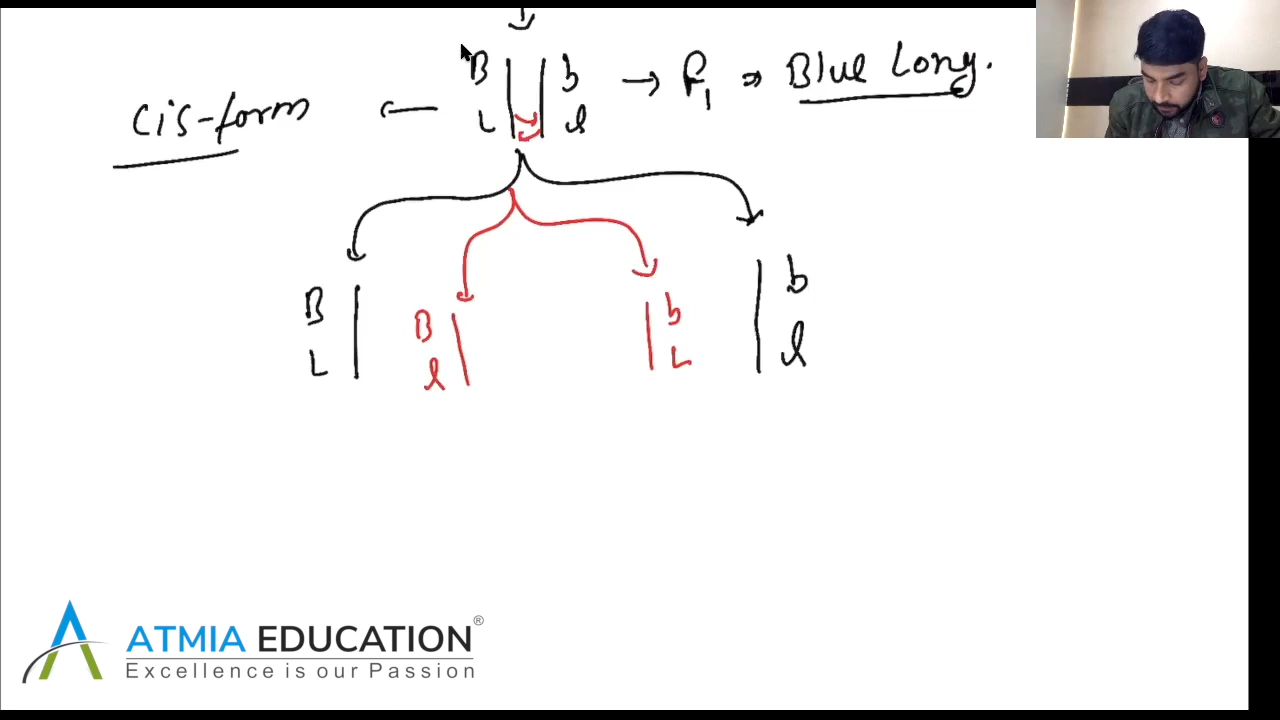 B b → F1 ⇒ Blue Long.
cis-form ← L l
B b
L l
B b
l L
ATMIA EDUCATION®
Excellence is our Passion